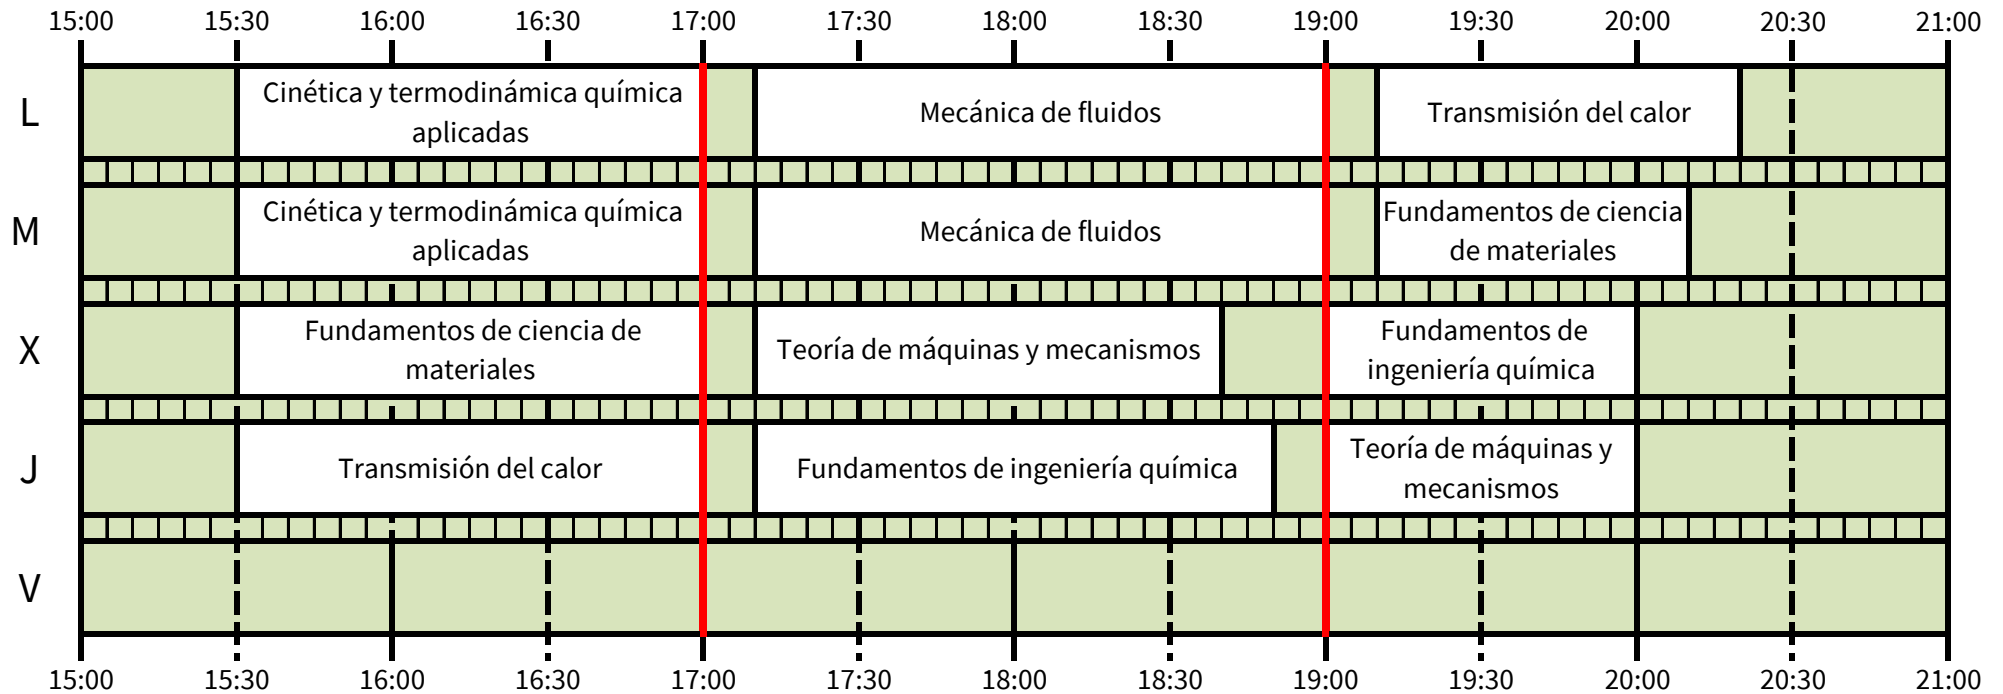 15:00 15:30 16:00 16:30 17:00 17:30 18:00 18:30 19:00 19:30 20:00 20:30 21:00
L
Cinética y termodinámica química
aplicadas
Mecánica de fluidos
Transmisión del calor
M
Cinética y termodinámica química
aplicadas
Mecánica de fluidos
Fundamentos de ciencia
de materiales
X
Fundamentos de ciencia de
materiales
Teoría de máquinas y mecanismos
Fundamentos de
ingeniería química
J
Transmisión del calor
Fundamentos de ingeniería química
Teoría de máquinas y
mecanismos
V
15:00 15:30 16:00 16:30 17:00 17:30 18:00 18:30 19:00 19:30 20:00 20:30 21:00